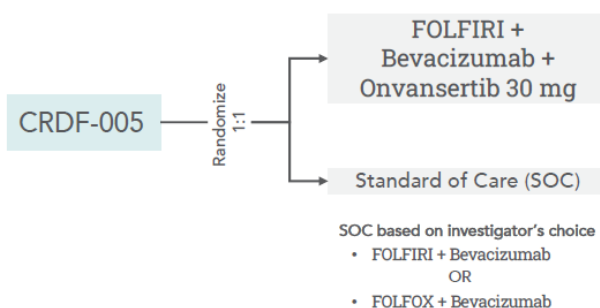 FOLFIRI +
Bevacizumab +
Onvansertib 30 mg
CRDF-005
Randomize
1:1
Standard of Care (SOC)
SOC based on investigator's choice
• FOLFIRI + Bevacizumab
OR
• FOLFOX + Bevacizumab